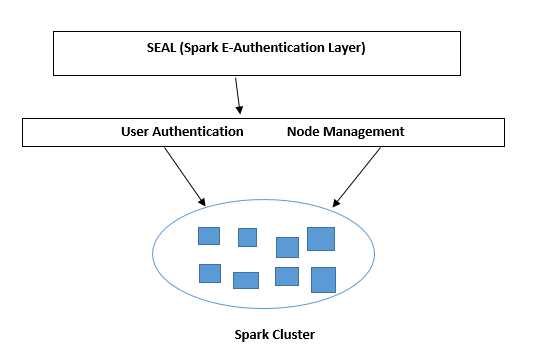 SEAL (Spark E-Authentication Layer)
User Authentication Node Management
Spark Cluster